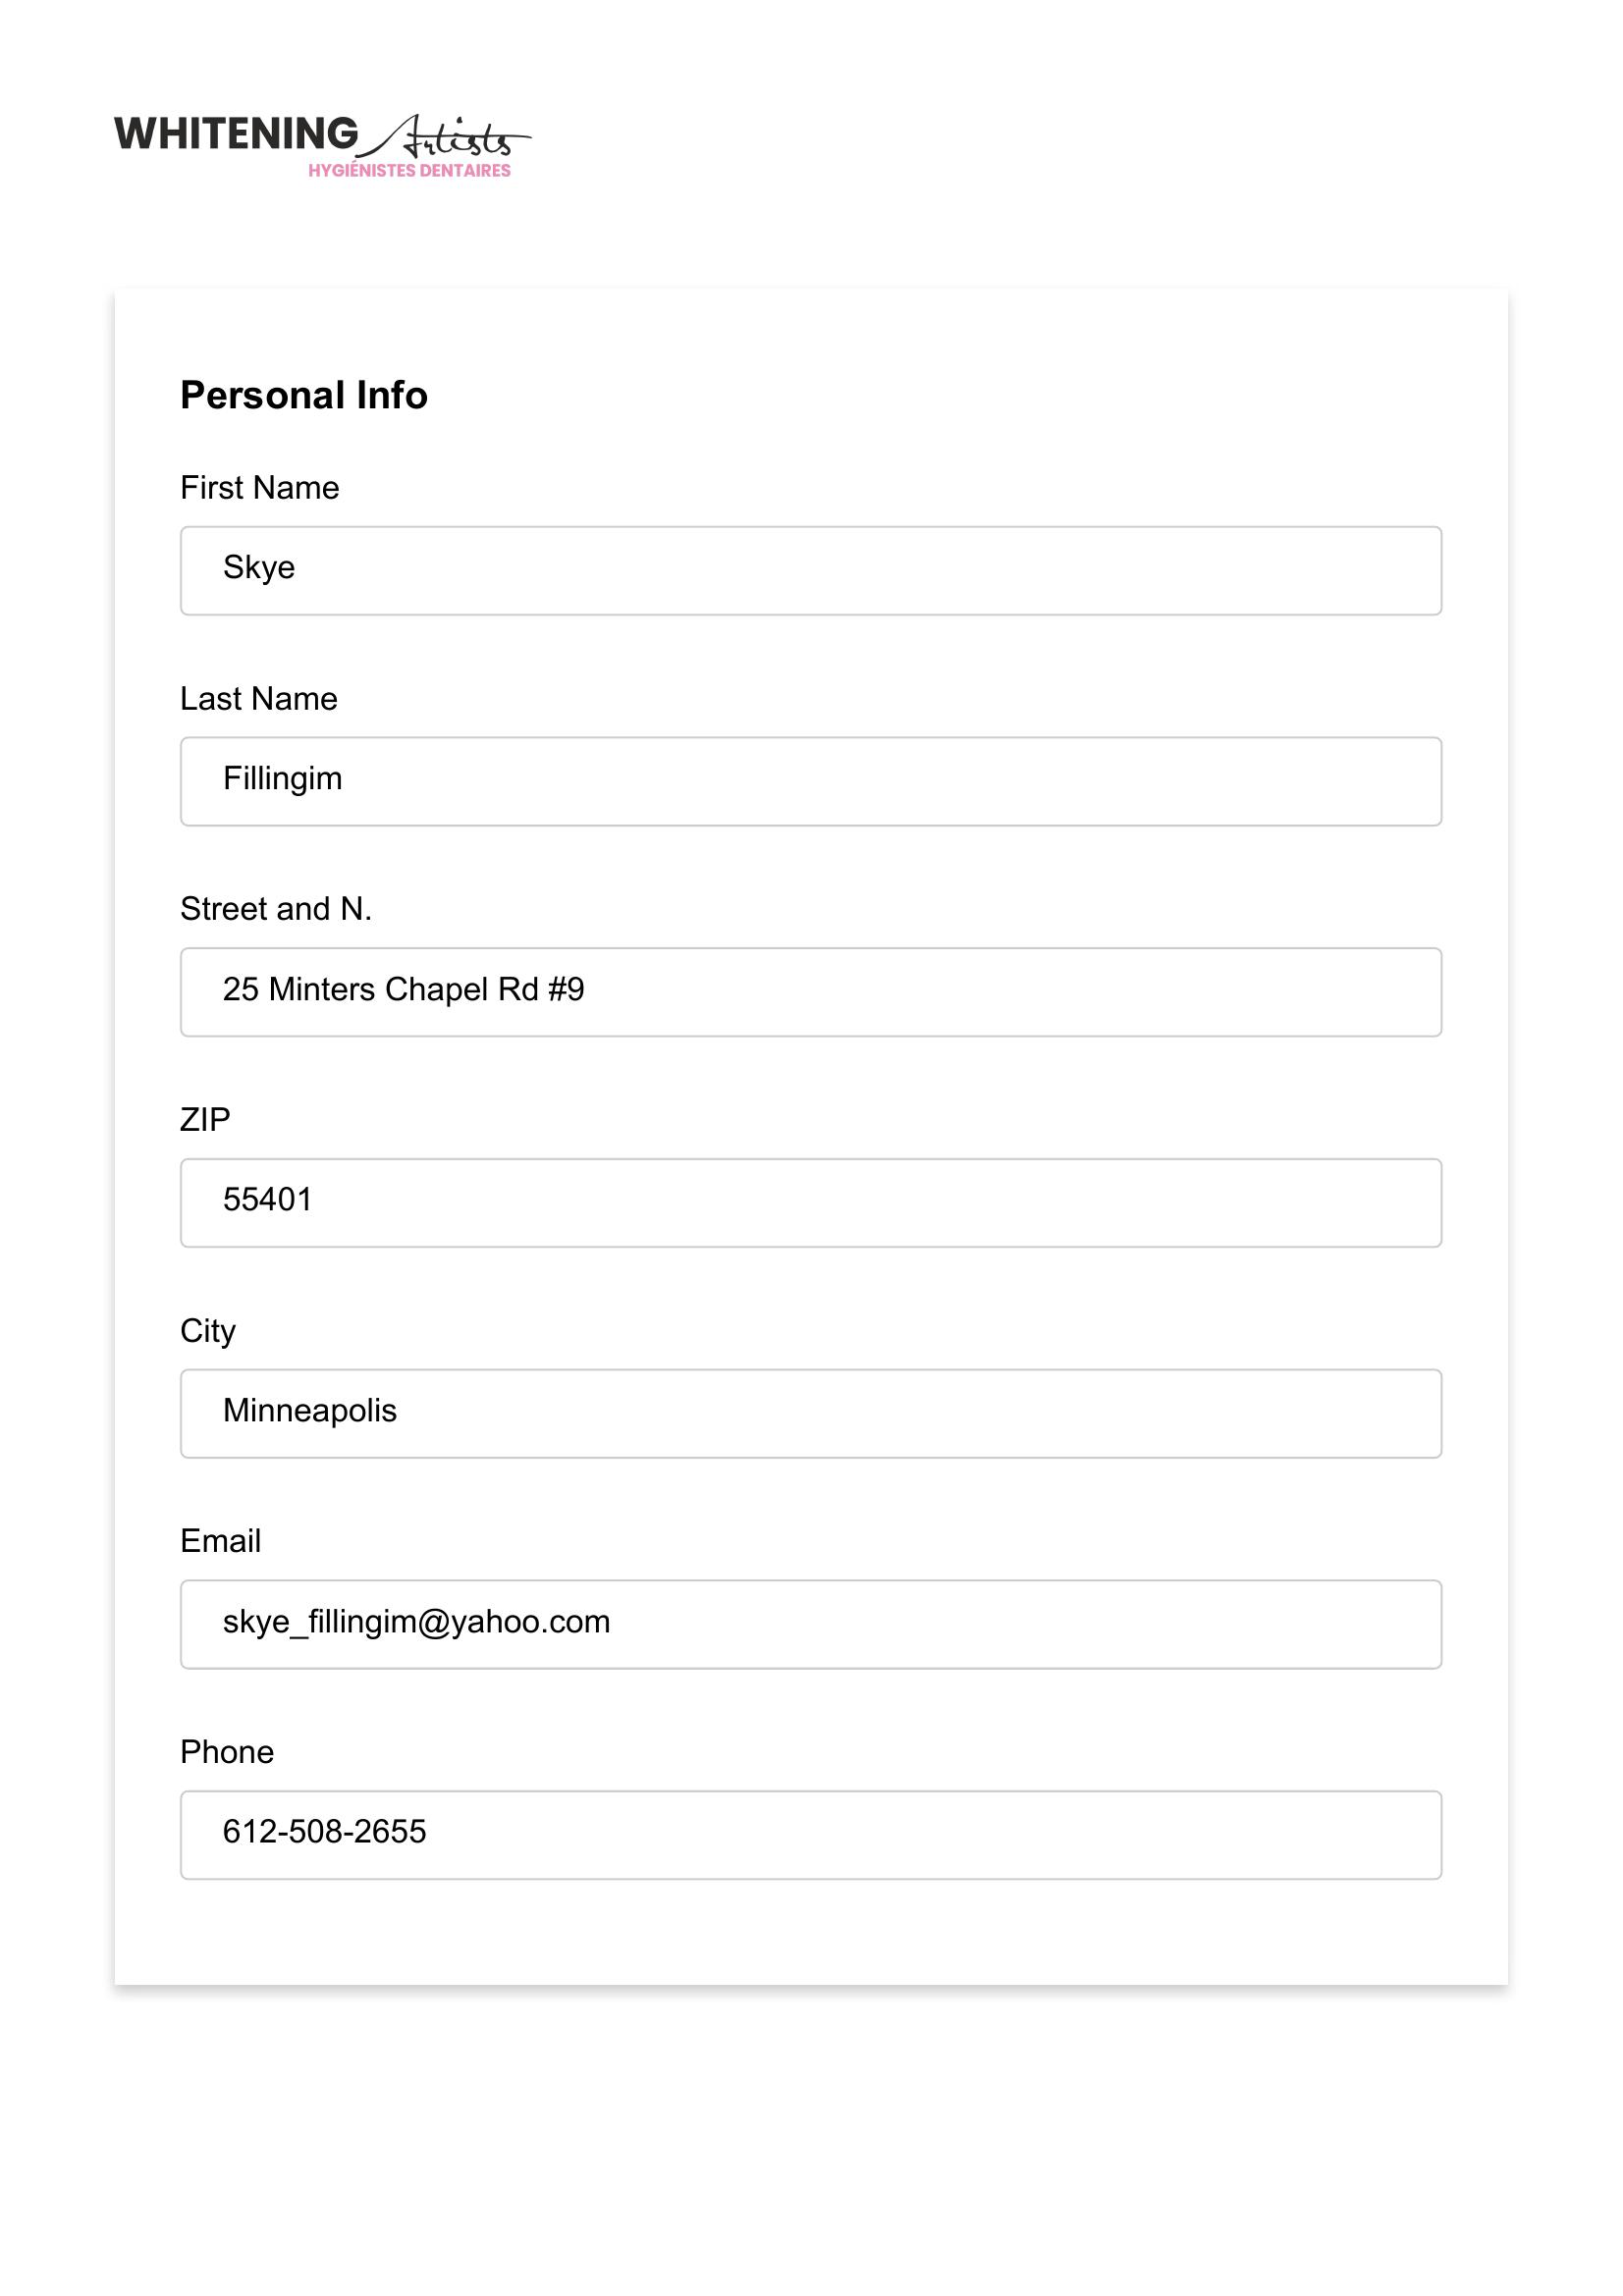 WHITENING Artists
HYGIÉNISTES DENTAIRES
Personal Info
First Name
Skye
Last Name
Fillingim
Street and N.
25 Minters Chapel Rd #9
ZIP
55401
City
Minneapolis
Email
skye_fillingim@yahoo.com
Phone
612-508-2655